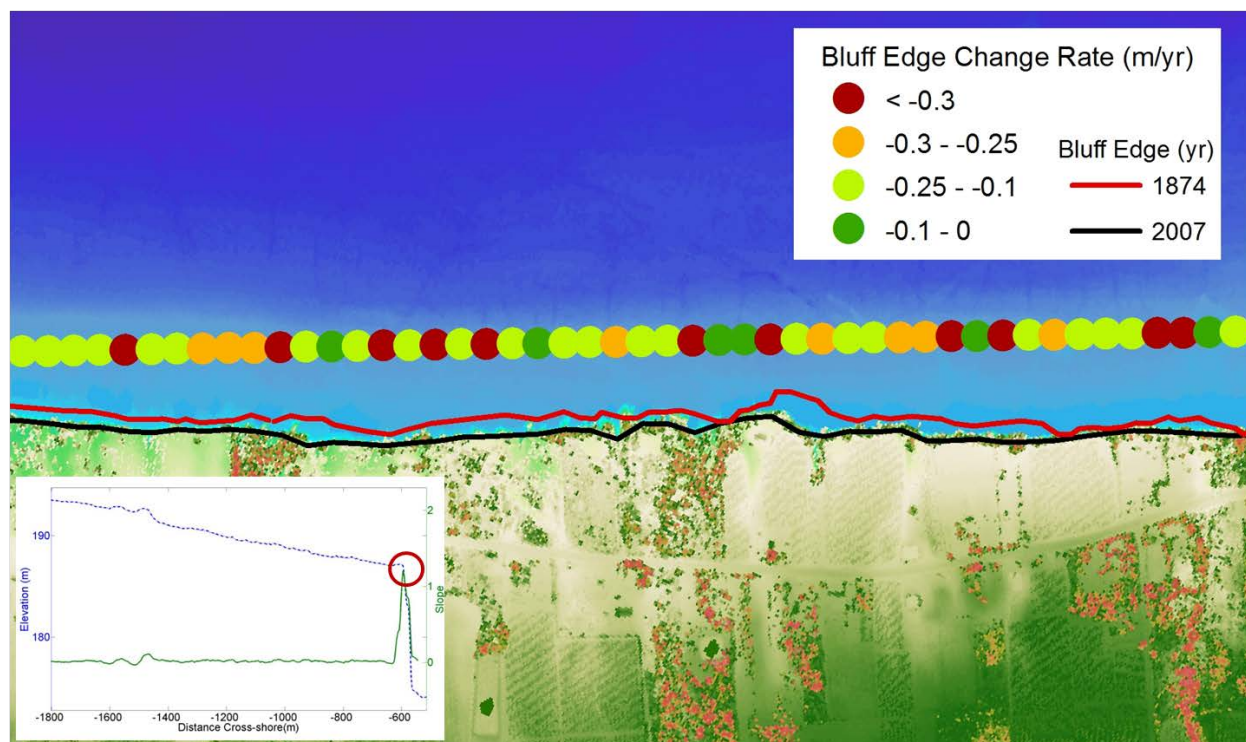 Bluff Edge Change Rate (m/yr)
< -0.3
-0.3 - -0.25
-0.25 - -0.1
-0.1 - 0
Bluff Edge (yr)
1874
2007
190
180
Elevation (m)
2
1
0
Slope
-1800 -1600 -1400 -1200 -1000 -800 -600
Distance Cross-shore(m)